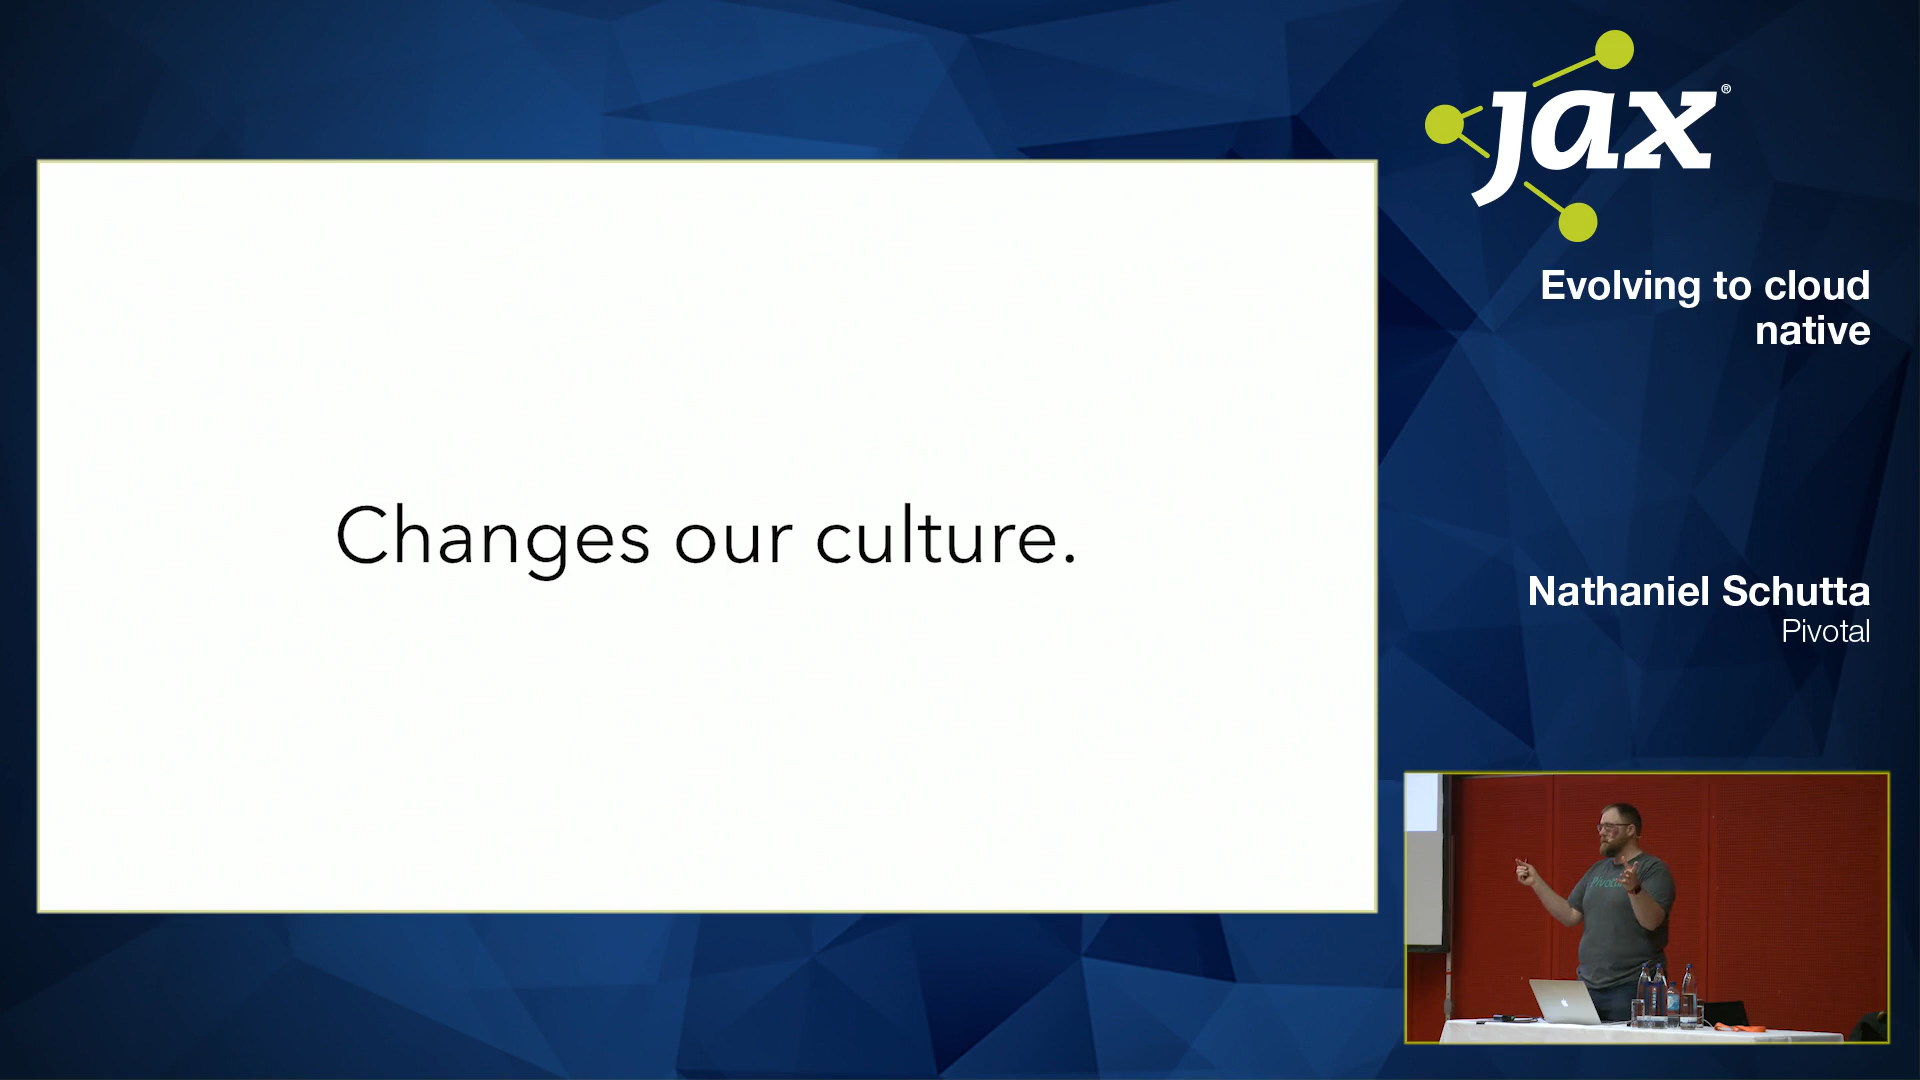 jax®
Evolving to cloud
native
Changes our culture.
Nathaniel Schutta
Pivotal